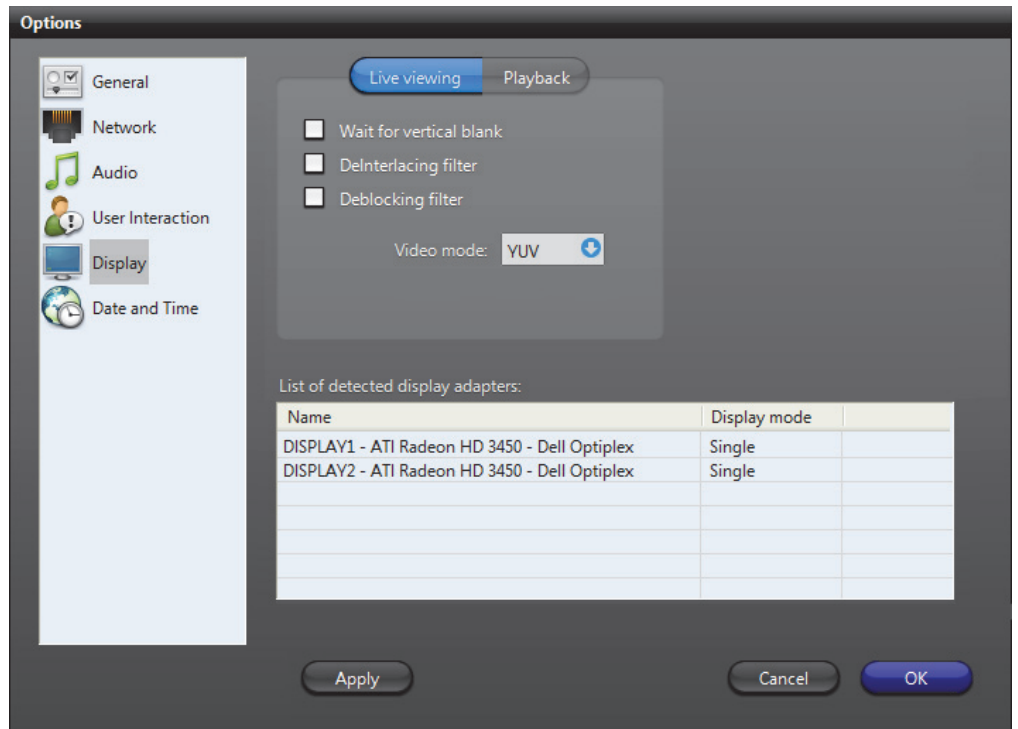 Options
General
Network
Audio
User Interaction
Display
Date and Time
Live viewing Playback
Wait for vertical blank
DeInterlacing filter
Deblocking filter
Video mode: YUV
List of detected display adapters:
Name Display mode
DISPLAY1 - ATI Radeon HD 3450 - Dell Optiplex Single
DISPLAY2 - ATI Radeon HD 3450 - Dell Optiplex Single
Apply Cancel OK